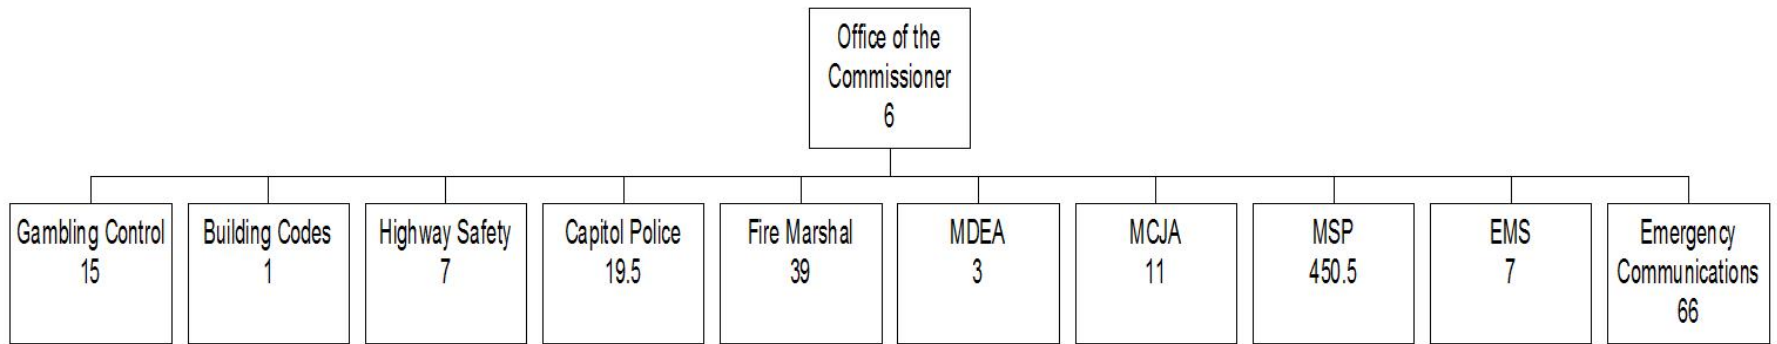 Office of the
Commissioner
6
Gambling Control
15
Building Codes
1
Highway Safety
7
Capitol Police
19.5
Fire Marshal
39
MDEA
3
MCJA
11
MSP
450.5
EMS
7
Emergency
Communications
66